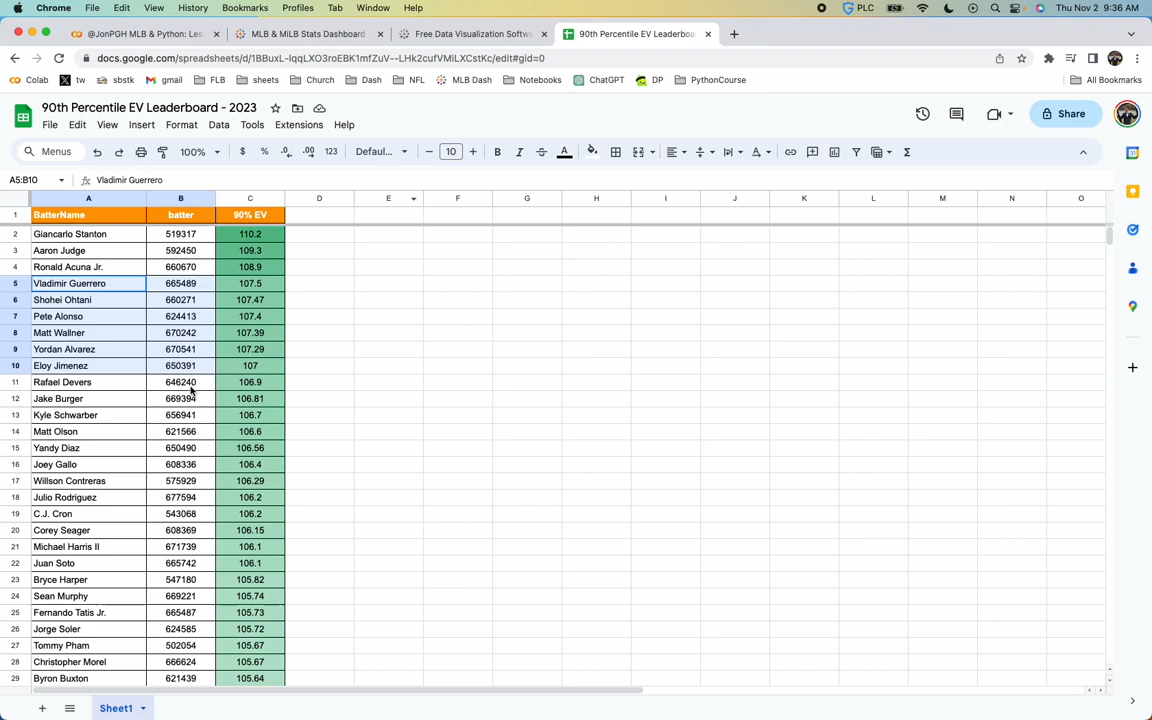 Chrome File Edit View History Bookmarks Profiles Tab Window Help PLC Thu Nov 2 9:36 AM
@JonPGH MLB & Python: Les MLB & MiLB Stats Dashboard Free Data Visualization Softwa 90th Percentile EV Leaderboa
docs.google.com/spreadsheets/d/1BBuxL-IqqLXO3roEBK1mfZuV--LHk2cufVMiLXCstKc/edit#gid=0
Colab tw sbstk gmail FLB sheets Church Dash NFL MLB Dash Notebooks ChatGPT DP PythonCourse All Bookmarks
90th Percentile EV Leaderboard - 2023
File Edit View Insert Format Data Tools Extensions Help
Share
Menus 100% $ % .0 .00 123 Defaul... 10 B I A
A5:B10 fx Vladimir Guerrero
A B C D E F G H I J K L M N O
1 BatterName batter 90% EV
2 Giancarlo Stanton 519317 110.2
3 Aaron Judge 592450 109.3
4 Ronald Acuna Jr. 660670 108.9
5 Vladimir Guerrero 665489 107.5
6 Shohei Ohtani 660271 107.47
7 Pete Alonso 624413 107.4
8 Matt Wallner 670242 107.39
9 Yordan Alvarez 670541 107.29
10 Eloy Jimenez 650391 107
11 Rafael Devers 646240 106.9
12 Jake Burger 669394 106.81
13 Kyle Schwarber 656941 106.7
14 Matt Olson 621566 106.6
15 Yandy Diaz 650490 106.56
16 Joey Gallo 608336 106.4
17 Willson Contreras 575929 106.29
18 Julio Rodriguez 677594 106.2
19 C.J. Cron 543068 106.2
20 Corey Seager 608369 106.15
21 Michael Harris II 671739 106.1
22 Juan Soto 665742 106.1
23 Bryce Harper 547180 105.82
24 Sean Murphy 669221 105.74
25 Fernando Tatis Jr. 665487 105.73
26 Jorge Soler 624585 105.72
27 Tommy Pham 502054 105.67
28 Christopher Morel 666624 105.67
29 Byron Buxton 621439 105.64
Sheet1